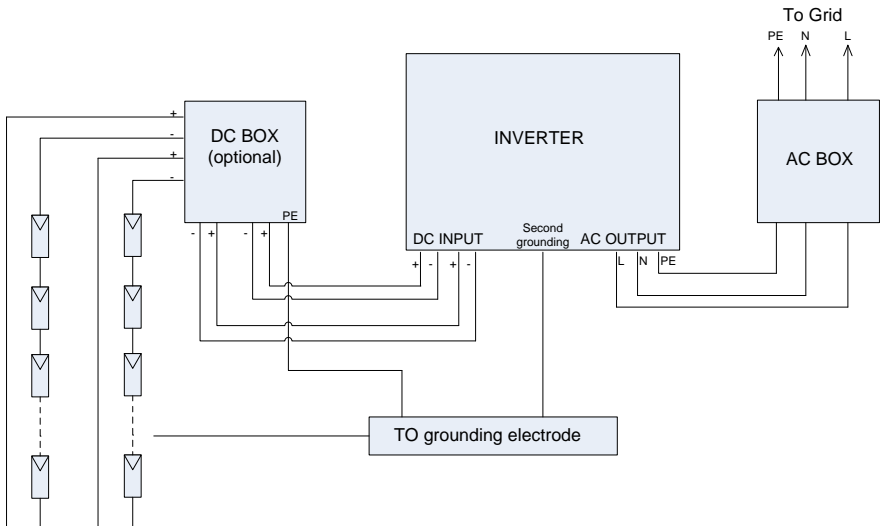 To Grid
PE N L
+
-
+
-
DC BOX
(optional)
PE
- + - +
INVERTER
DC INPUT
Second
grounding
AC OUTPUT
+ - + -
L N PE
AC BOX
TO grounding electrode